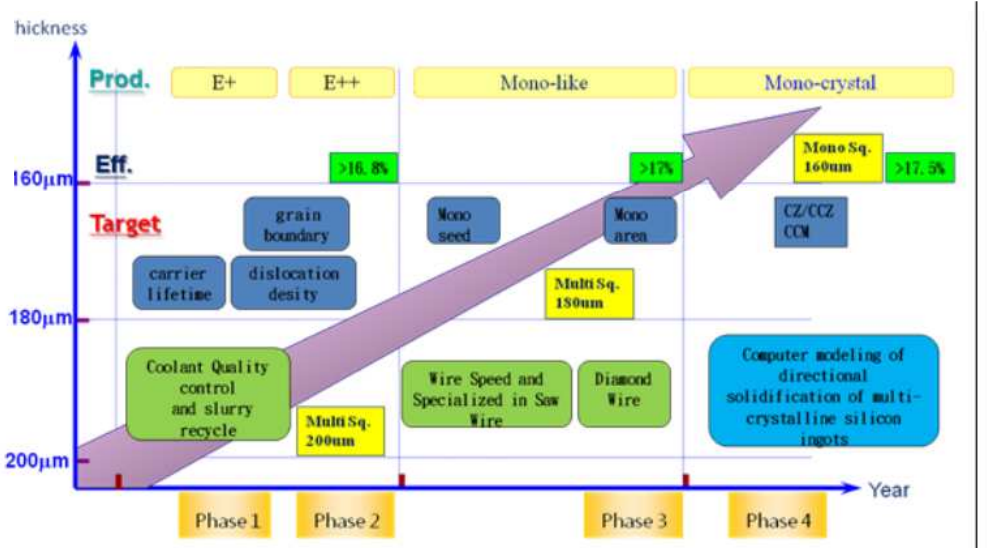 hickness
Prod.
E+
E++
Mono-like
Mono-crystal
Eff.
>16.8%
>17%
Mono Sq.
160um
>17.5%
160μm
Target
grain
boundary
Mono
seed
Mono
area
CZ/CCZ
CCM
carrier
lifetime
dislocation
desity
Multi Sq.
180um
180μm
Coolant Quality
control
and slurry
recycle
Multi Sq.
200um
Wire Speed and
Specialized in Saw
Wire
Diamond
Wire
Computer modeling of
directional
solidification of multi-
crystalline silicon
ingots
200μm
Year
Phase 1
Phase 2
Phase 3
Phase 4